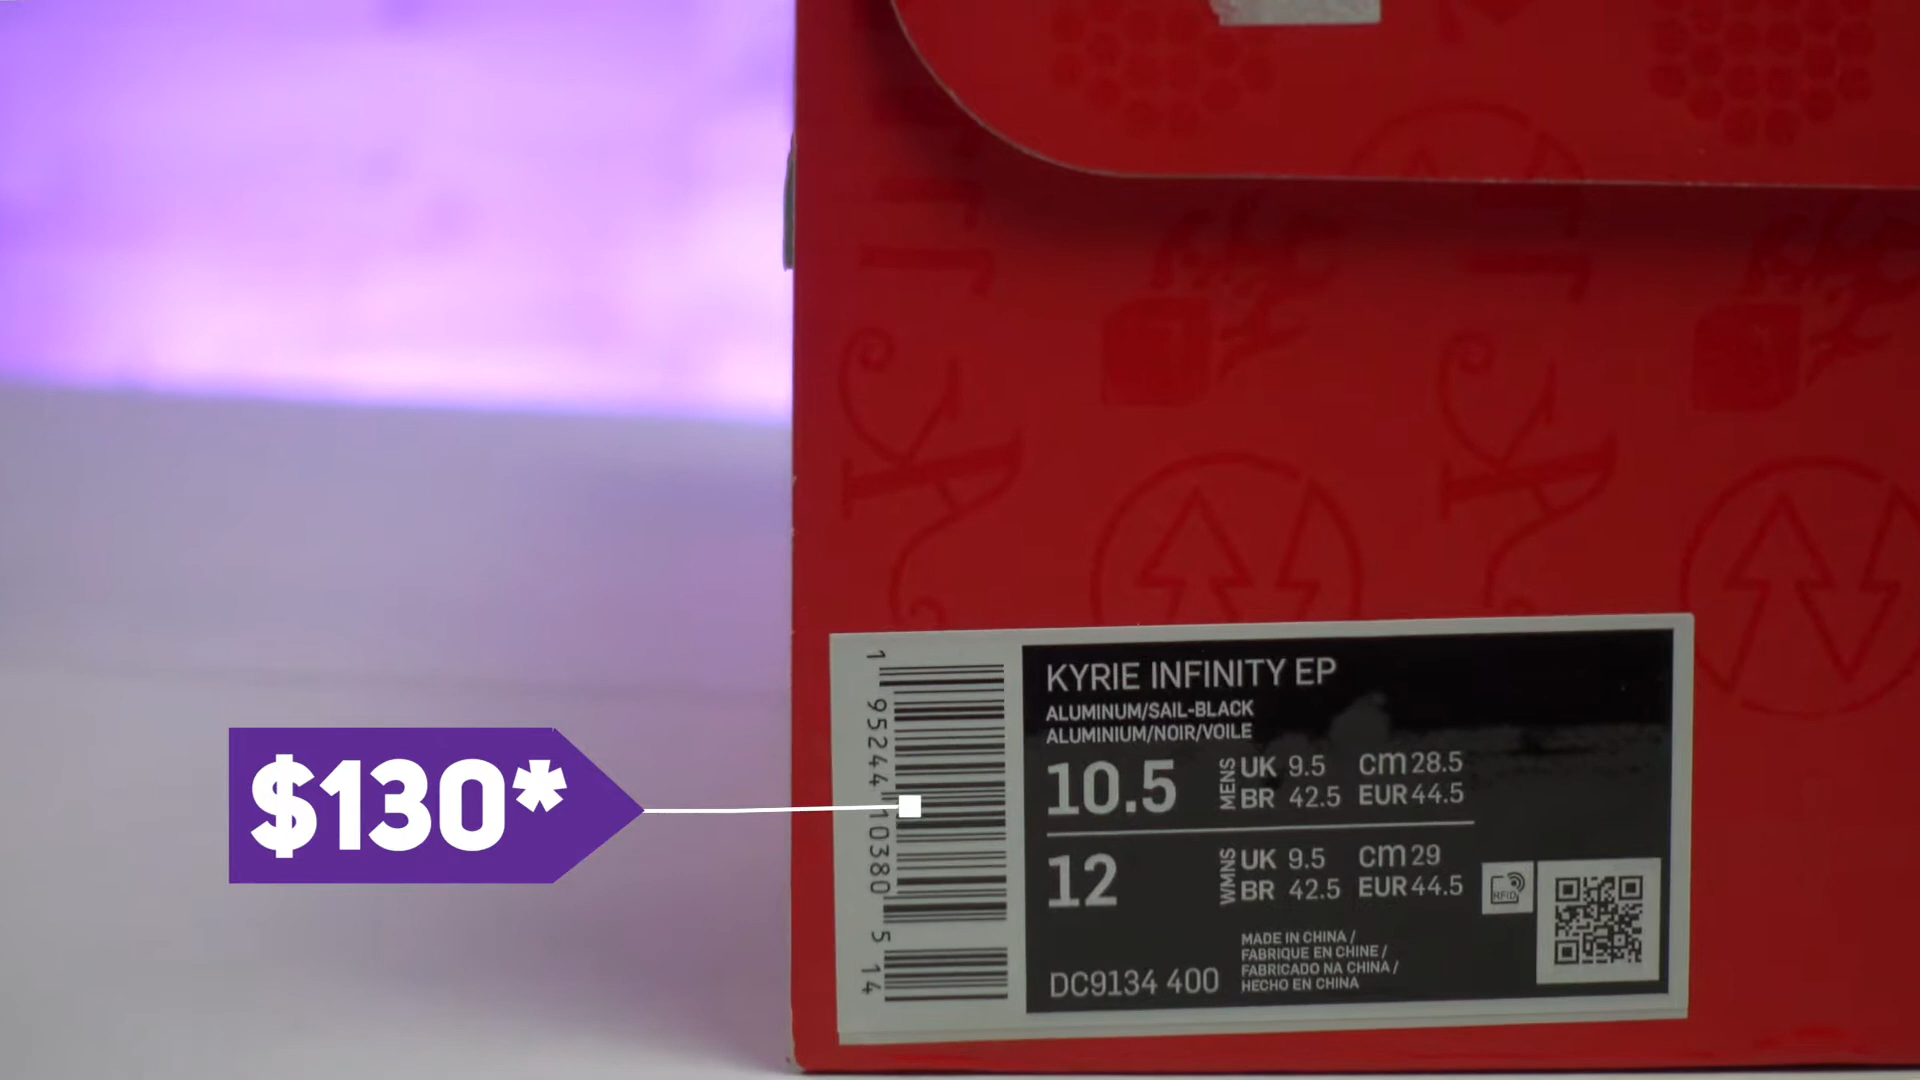 $130*
1 95244 10380 5 14
KYRIE INFINITY EP
ALUMINUM/SAIL-BLACK
ALUMINIUM/NOIR/VOILE
10.5 MENS UK 9.5 CM 28.5
BR 42.5 EUR 44.5
12 WMNS UK 9.5 CM 29
BR 42.5 EUR 44.5
RFID
MADE IN CHINA /
FABRIQUE EN CHINE /
FABRICADO NA CHINA /
HECHO EN CHINA
DC9134 400